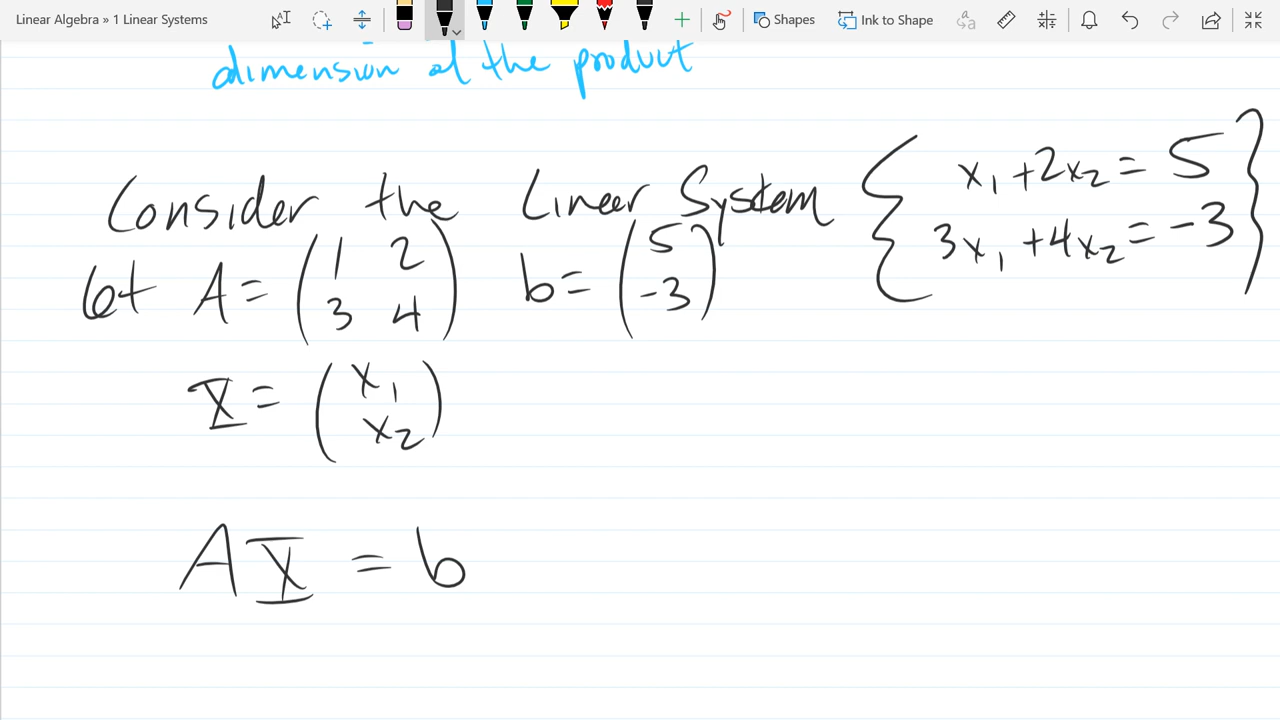 Linear Algebra » 1 Linear Systems
Shapes Ink to Shape
dimension of the product
Consider the Linear System { x₁+2x₂=5
3x₁+4x₂=-3 }
let A= ( 1 2
3 4 ) b= ( 5
-3 )
X= ( x₁
x₂ )
AX = b